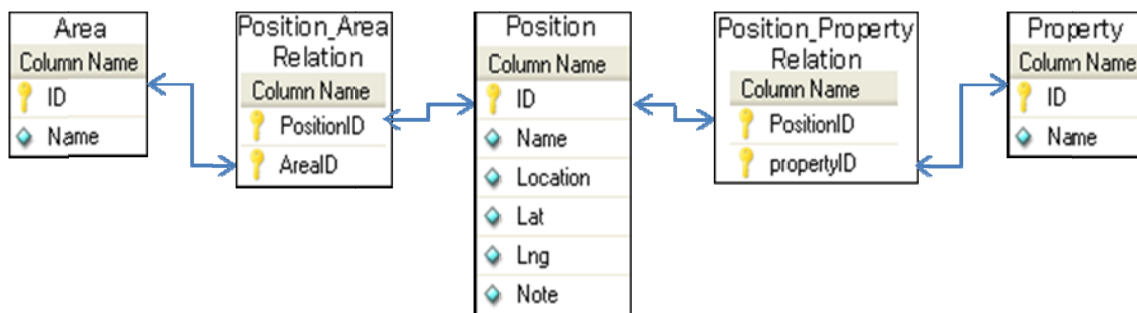 Area
Column Name
ID
Name
Position_Area
Relation
Column Name
PositionID
AreaID
Position
Column Name
ID
Name
Location
Lat
Lng
Note
Position_Property
Relation
Column Name
PositionID
propertyID
Property
Column Name
ID
Name